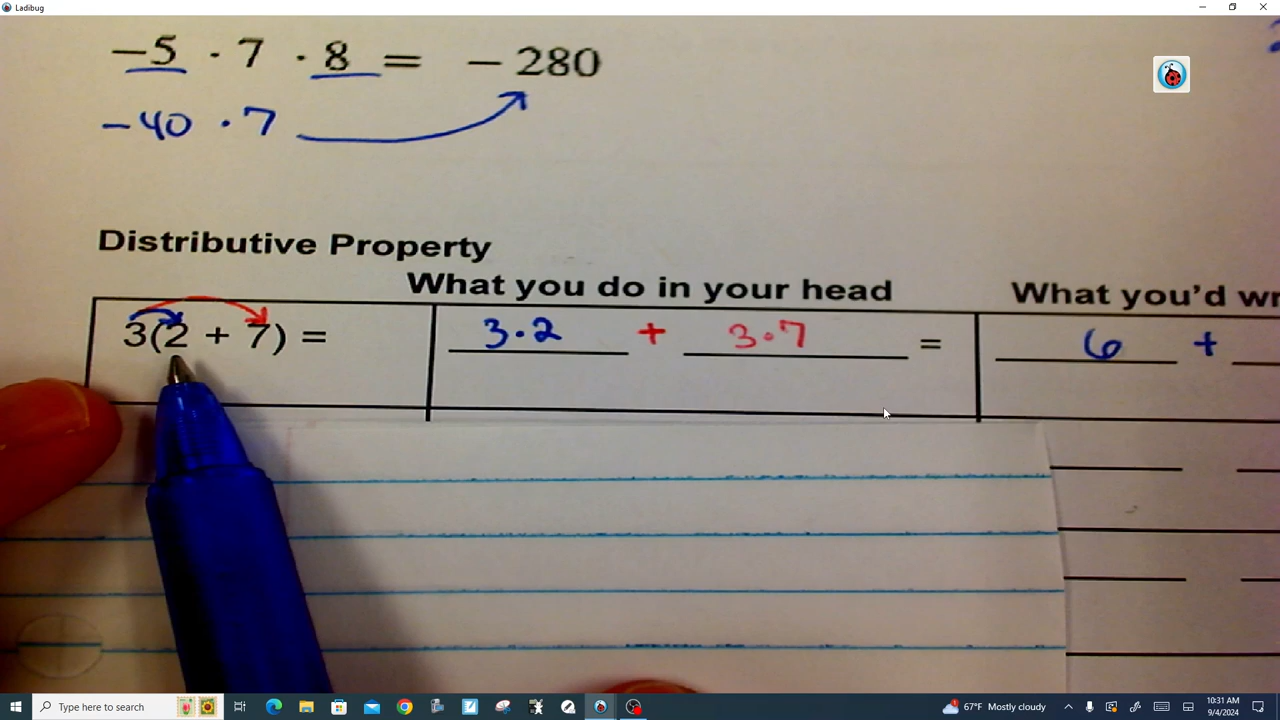 Ladibug
−5 · 7 · 8 = − 280
−40 · 7
Distributive Property
What you do in your head
What you'd wr
3(2 + 7) = 3·2 + 3·7 = 6 +
Type here to search
67°F Mostly cloudy
10:31 AM
9/4/2024